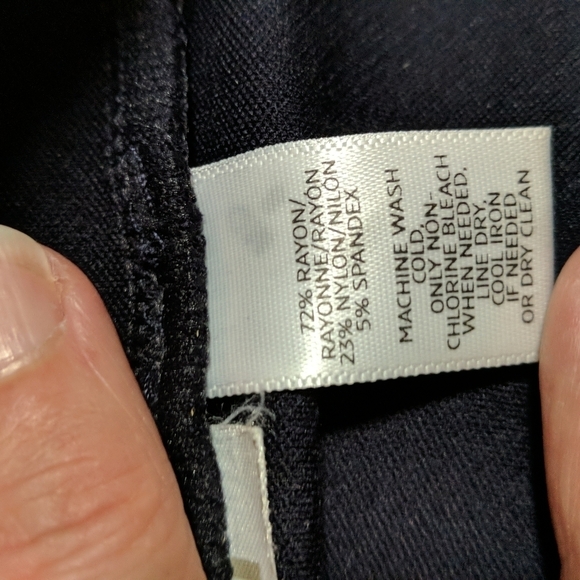 72% RAYON/
RAYONNE/RAYON
23% NYLON/NILON
5% SPANDEX
MACHINE WASH
COLD,
ONLY NON-
CHLORINE BLEACH
WHEN NEEDED.
LINE DRY,
COOL IRON
IF NEEDED
OR DRY CLEAN